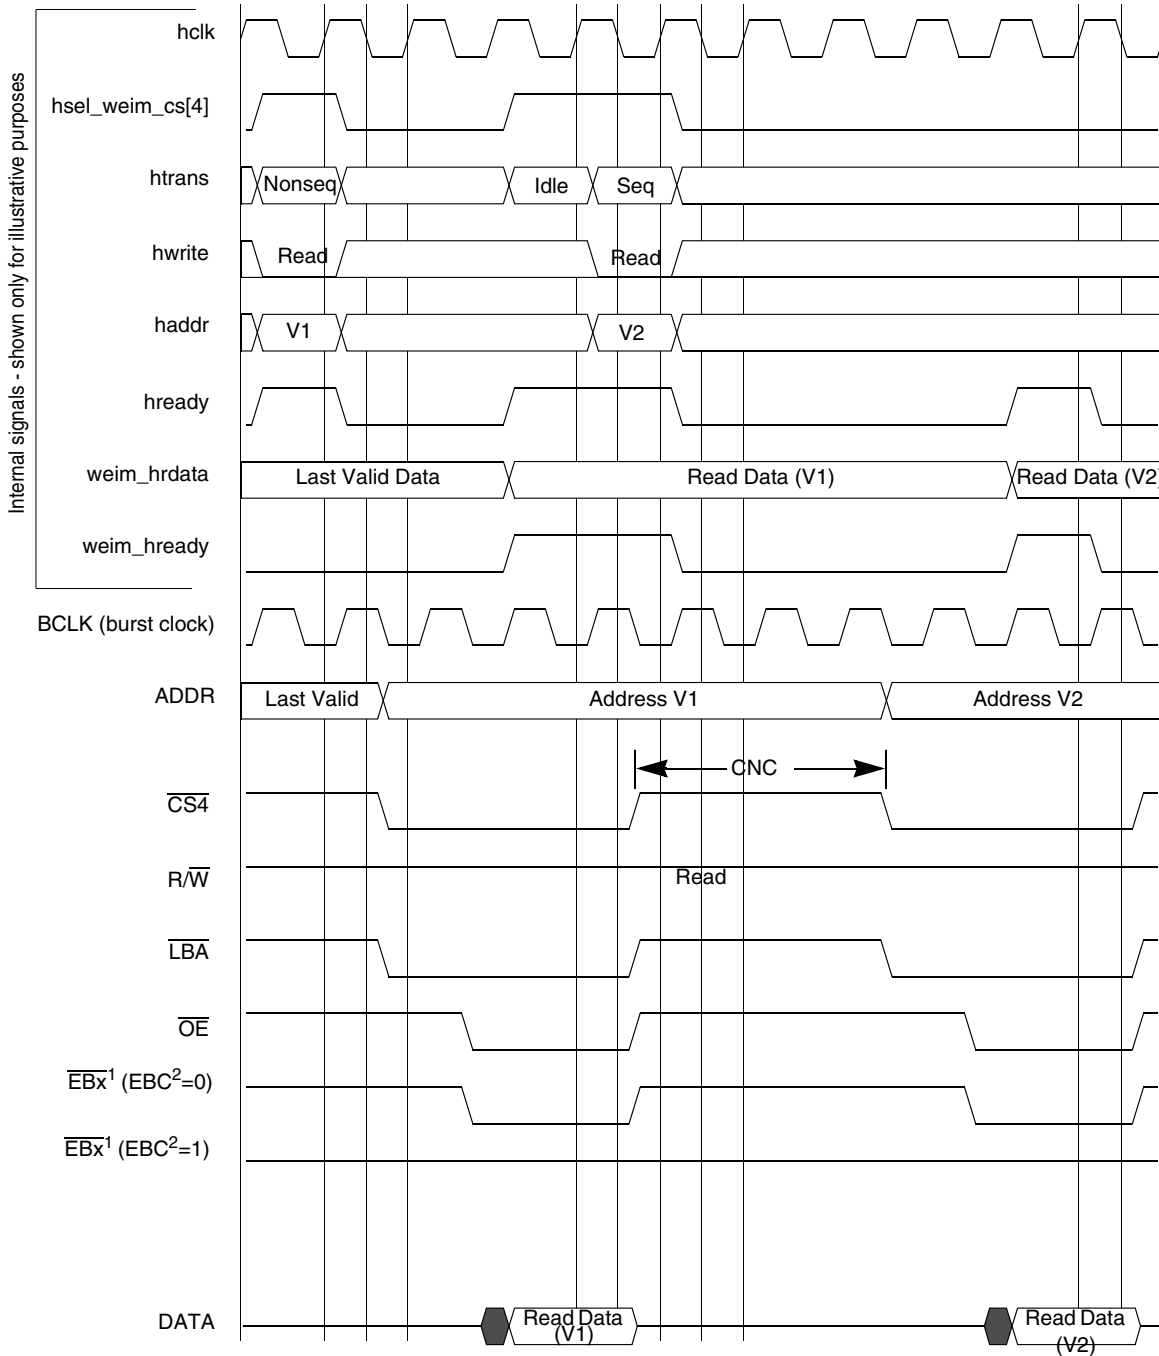 Internal signals - shown only for illustrative purposes
hclk
hsel_weim_cs[4]
htrans
Nonseq
Idle
Seq
hwrite
Read
Read
haddr
V1
V2
hready
weim_hrdata
Last Valid Data
Read Data (V1)
Read Data (V2)
weim_hready
BCLK (burst clock)
ADDR
Last Valid
Address V1
Address V2
CNC
CS4
R/W
Read
LBA
OE
EBx1 (EBC2=0)
EBx1 (EBC2=1)
DATA
Read Data
(V1)
Read Data
(V2)